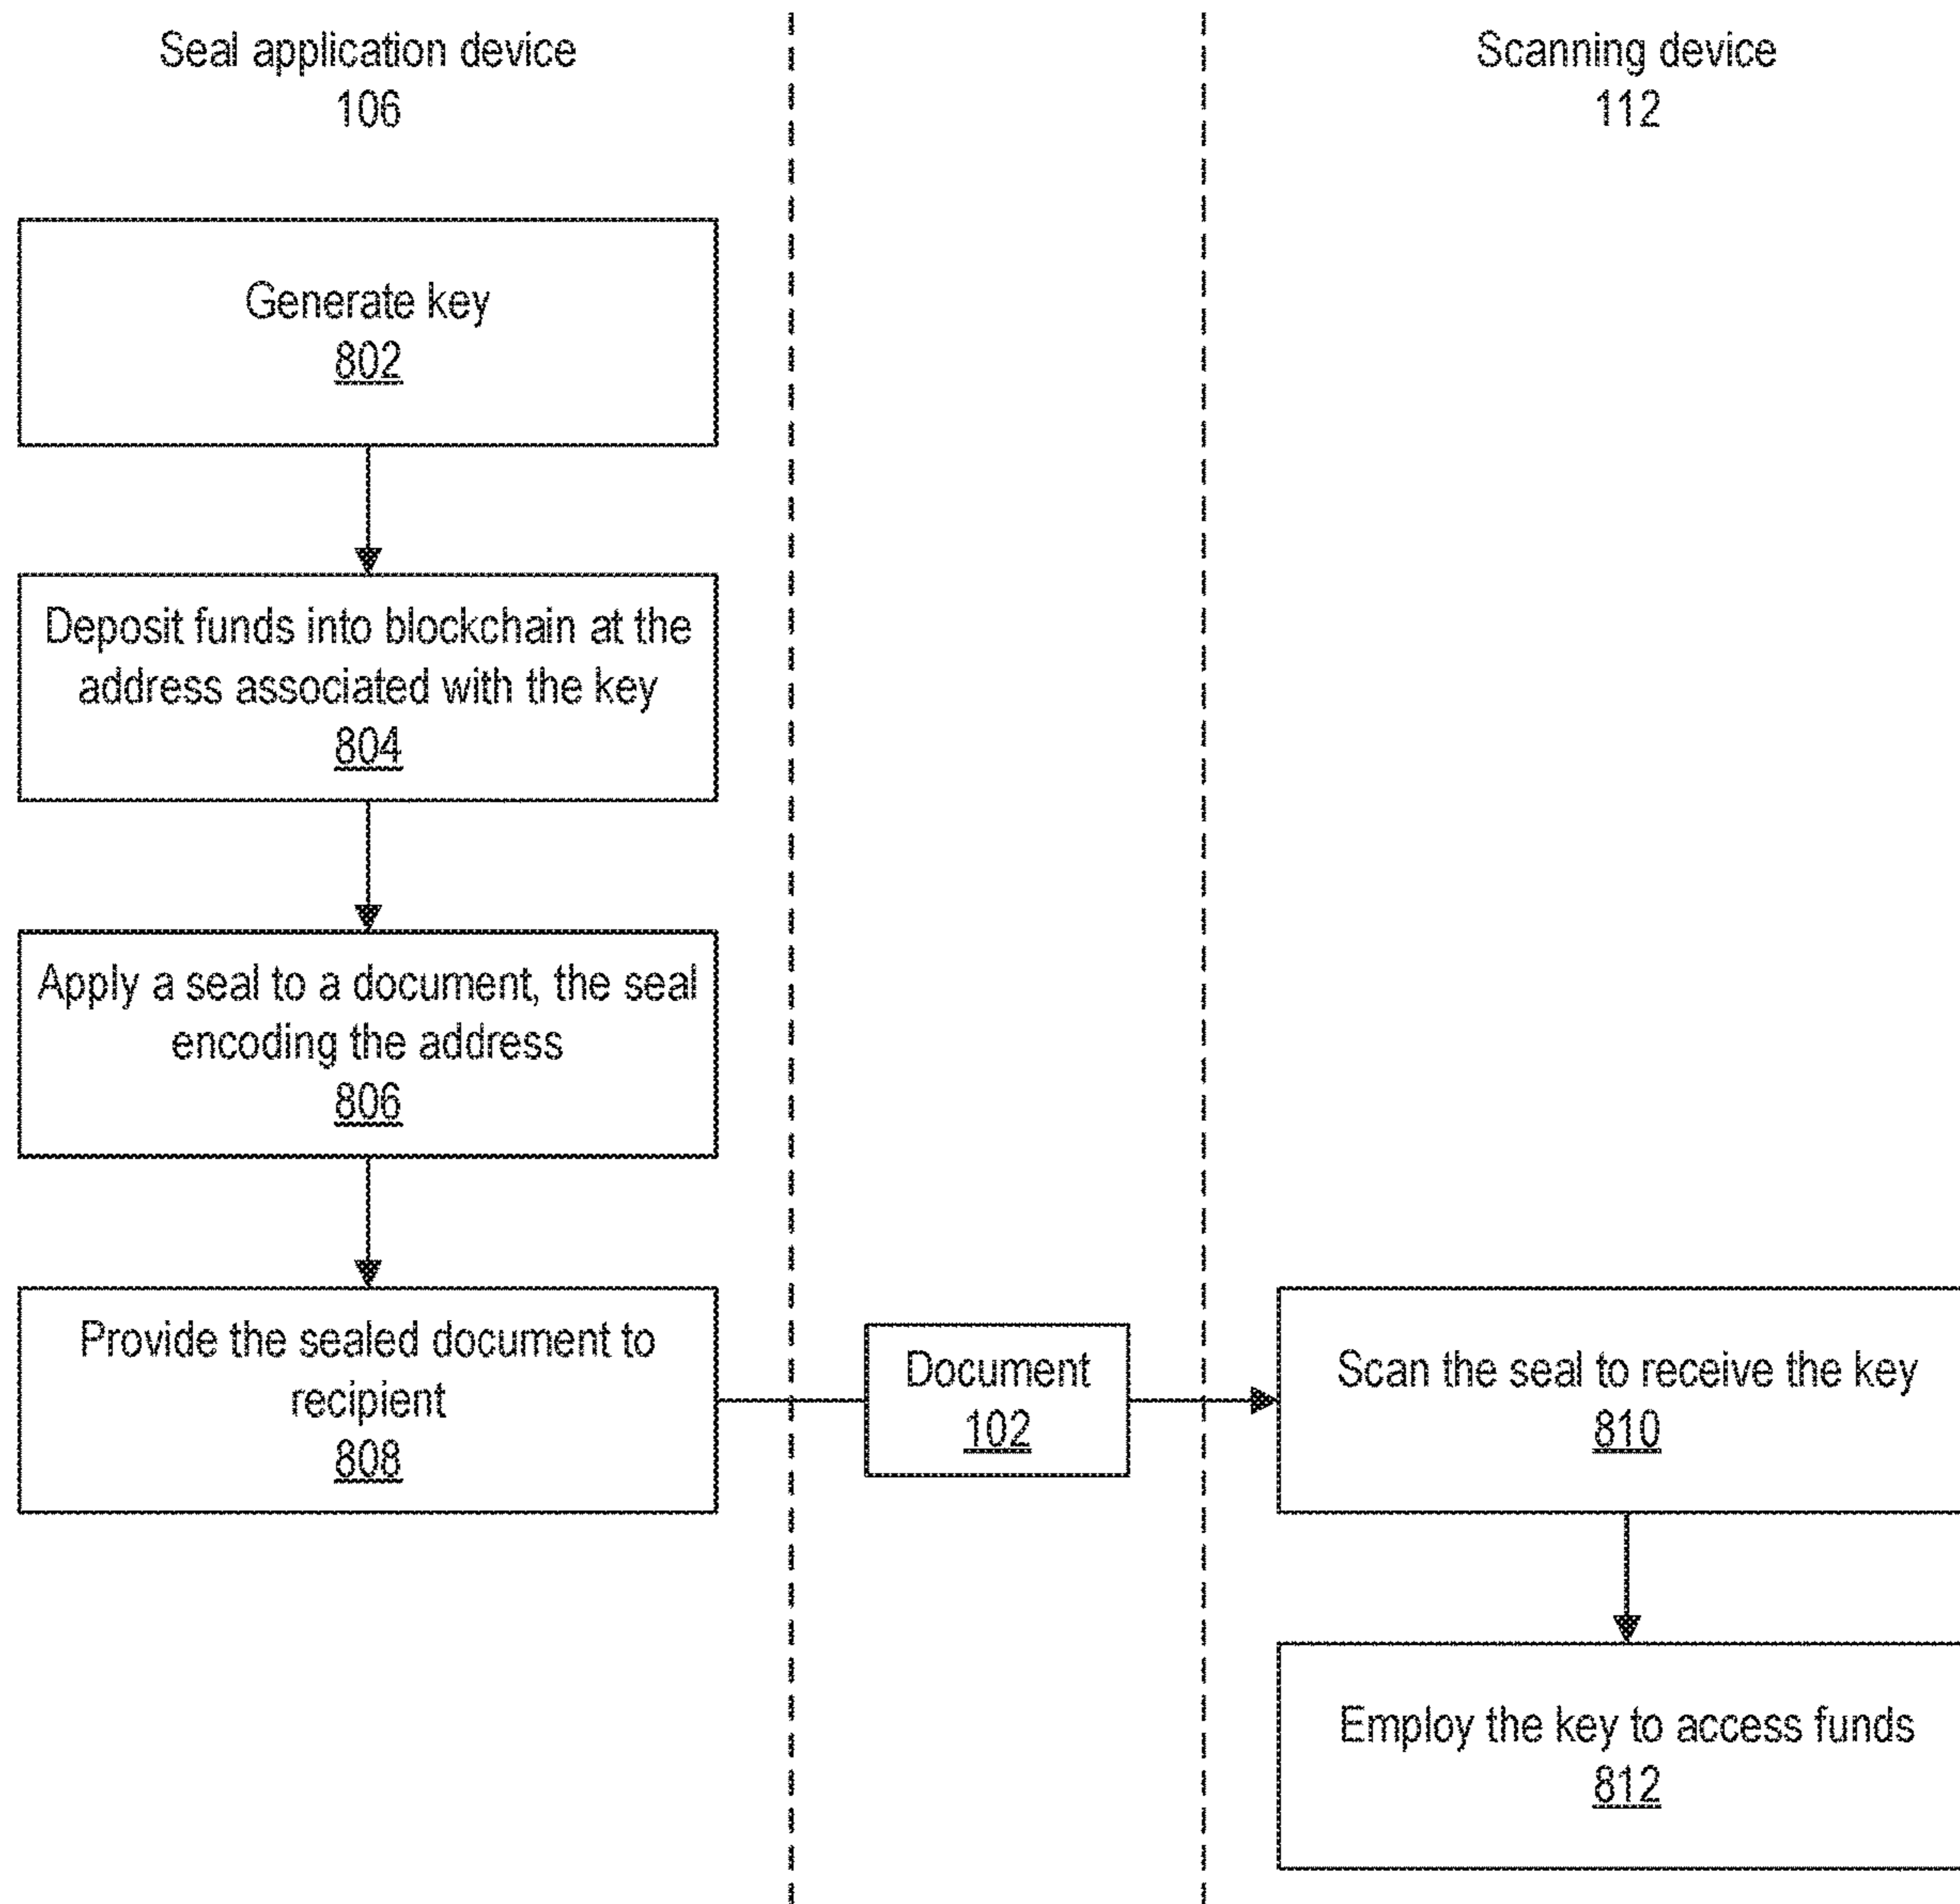 Seal application device
106
Scanning device
112
Generate key
802
Deposit funds into blockchain at the
address associated with the key
804
Apply a seal to a document, the seal
encoding the address
806
Provide the sealed document to
recipient
808
Document
102
Scan the seal to receive the key
810
Employ the key to access funds
812